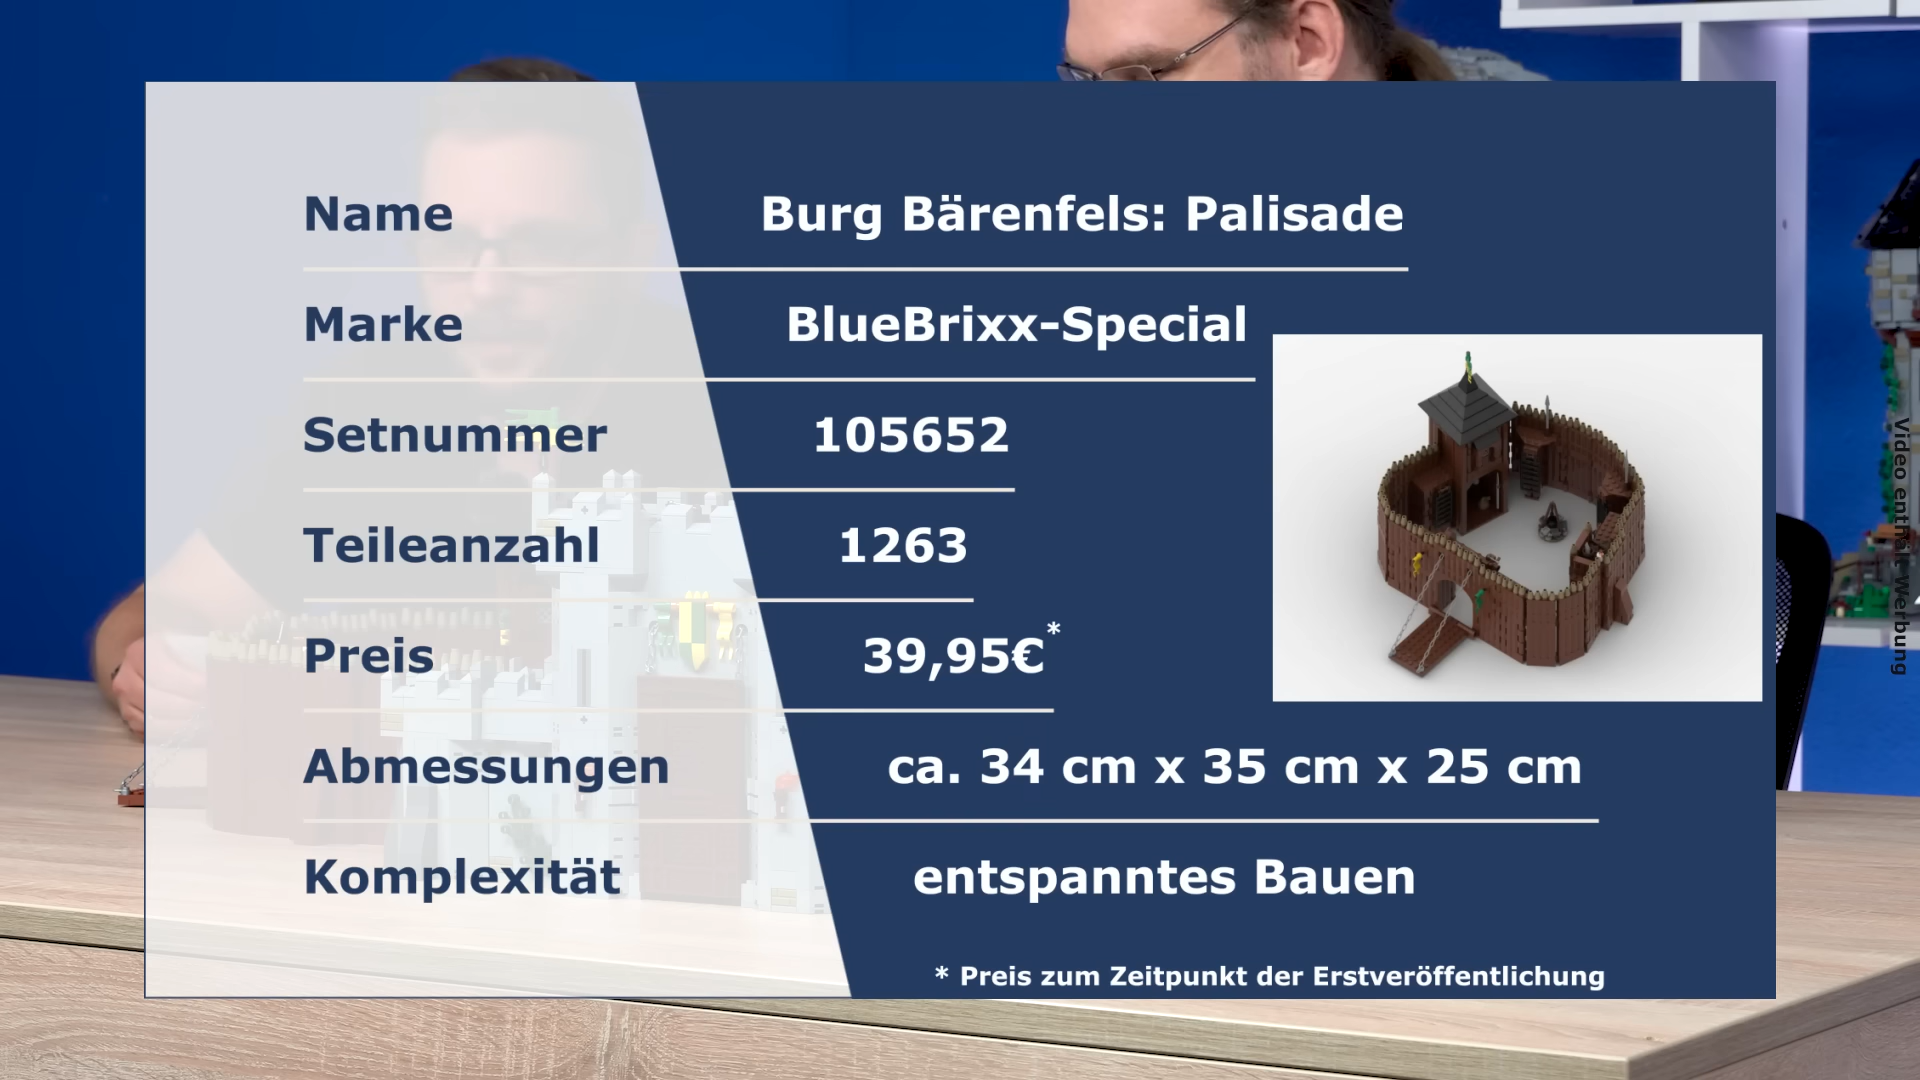 Name Burg Bärenfels: Palisade
Marke BlueBrixx-Special
Setnummer 105652
Teileanzahl 1263
Preis 39,95€*
Abmessungen ca. 34 cm x 35 cm x 25 cm
Komplexität entspanntes Bauen
* Preis zum Zeitpunkt der Erstveröffentlichung
Video enthält Werbung